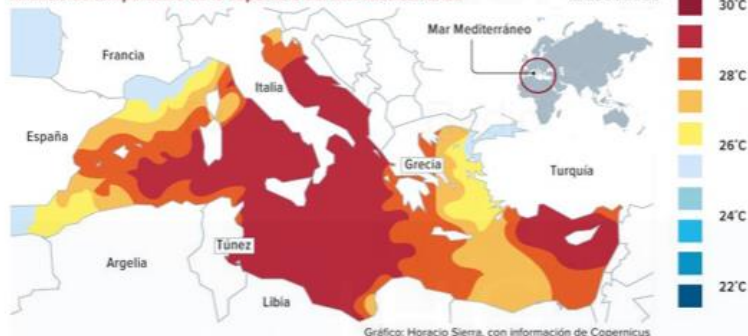 30°C
Mar Mediterráneo
Francia
28°C
Italia
España
26°C
Grecia
Turquía
24°C
Túnez
Argelia
Libia
22°C
Gráfico: Horacio Sierra, con información de Copernicus